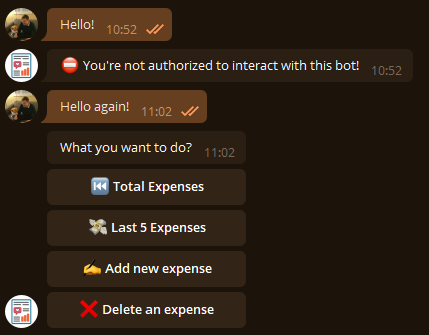 Hello!
10:52
⛔ You're not authorized to interact with this bot!
10:52
Hello again!
11:02
What you want to do?
11:02
⏮️ Total Expenses
💸 Last 5 Expenses
✍️ Add new expense
❌ Delete an expense